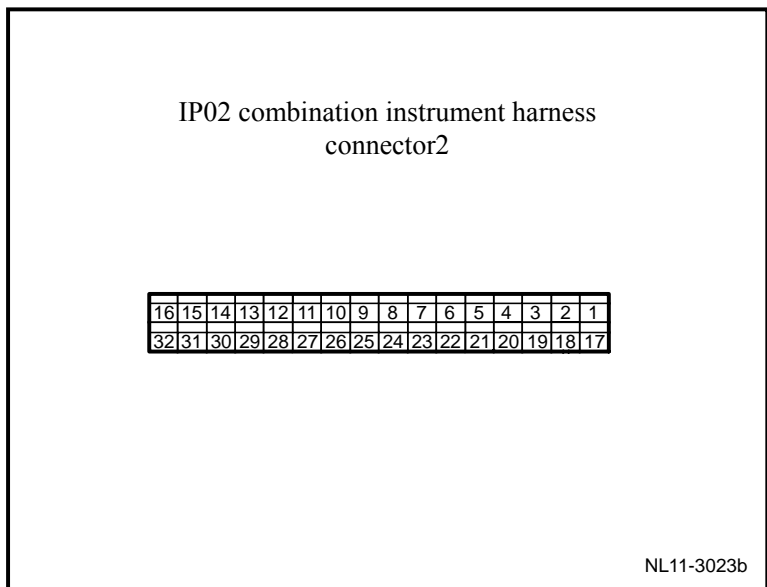 IP02 combination instrument harness
connector2
16 15 14 13 12 11 10 9 8 7 6 5 4 3 2 1
32 31 30 29 28 27 26 25 24 23 22 21 20 19 18 17
NL11-3023b